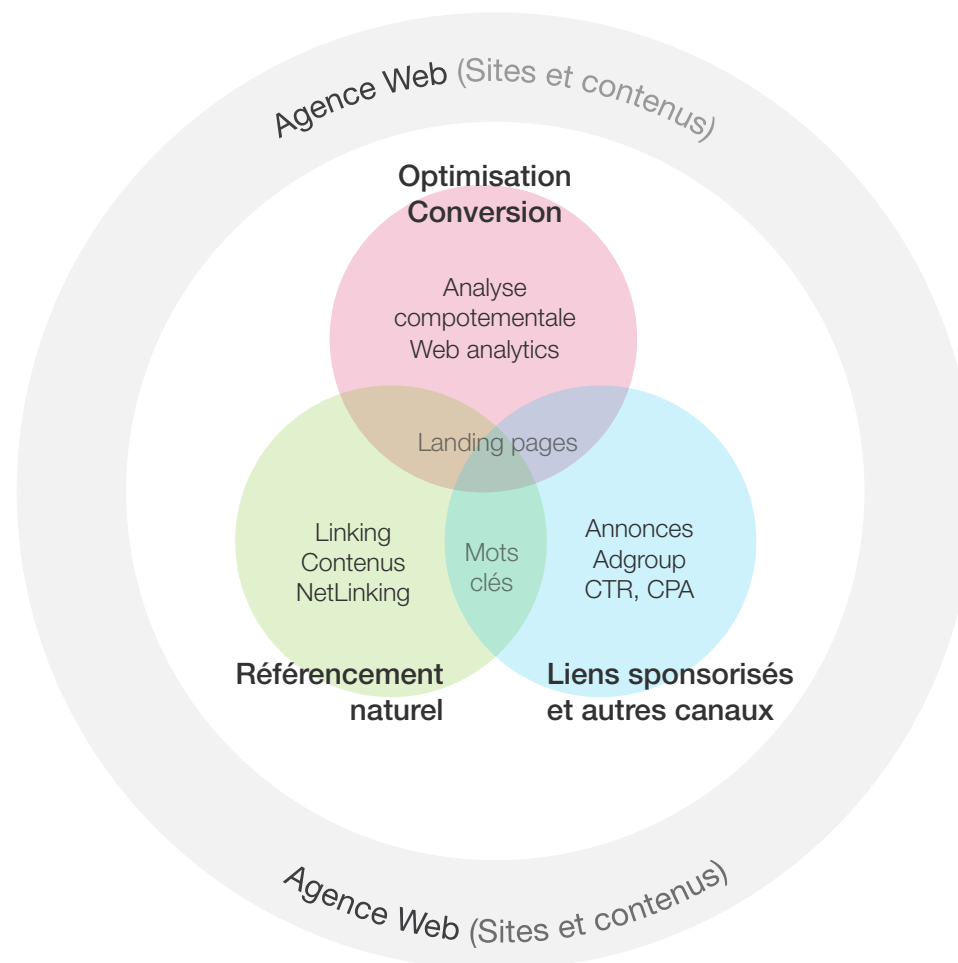 Agence Web (Sites et contenus)
Optimisation
Conversion
Analyse
compotementale
Web analytics
Landing pages
Linking
Contenus
NetLinking
Mots
clés
Annonces
Adgroup
CTR, CPA
Référencement
naturel
Liens sponsorisés
et autres canaux
Agence Web (Sites et contenus)